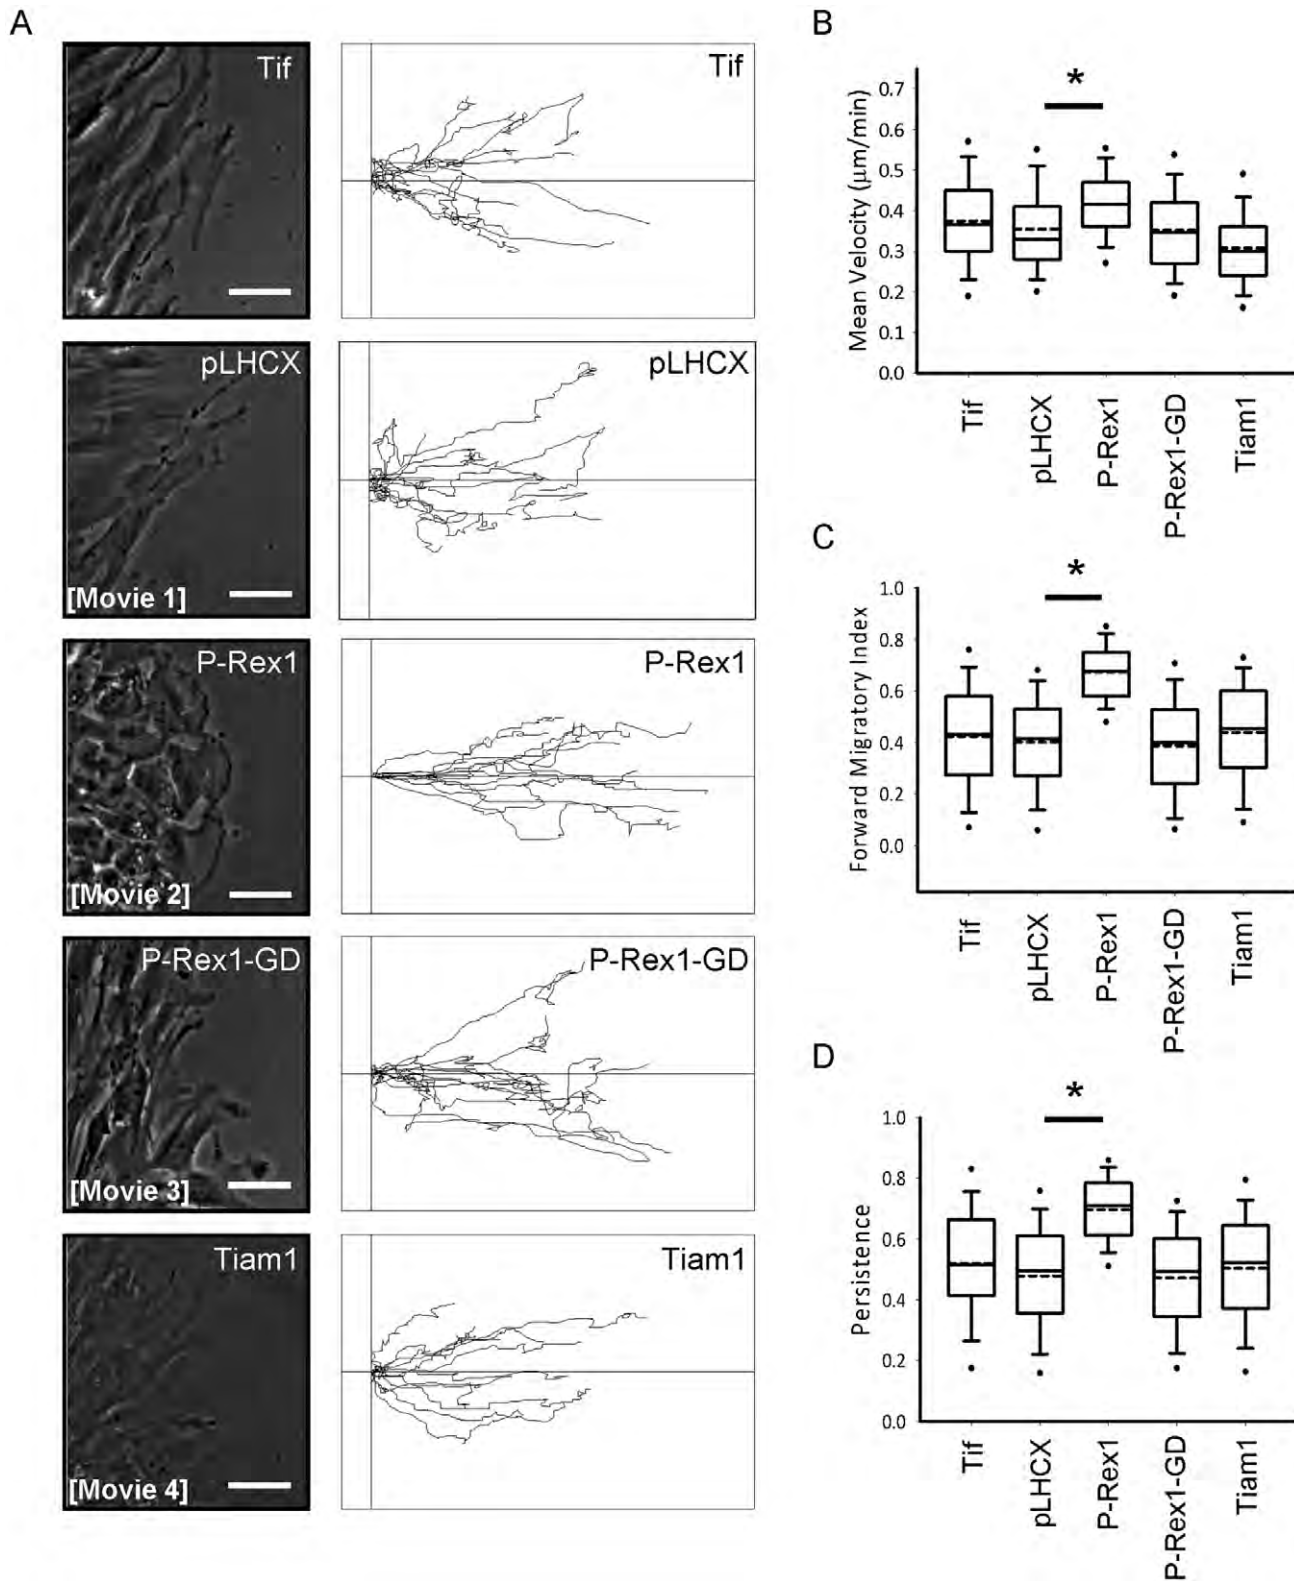 A
Tif
Tif
pLHCX
[Movie 1]
pLHCX
P-Rex1
[Movie 2]
P-Rex1
P-Rex1-GD
[Movie 3]
P-Rex1-GD
Tiam1
[Movie 4]
Tiam1
B
*
Mean Velocity (μm/min)
0.7
0.6
0.5
0.4
0.3
0.2
0.1
0.0
Tif
pLHCX
P-Rex1
P-Rex1-GD
Tiam1
C
*
Forward Migratory Index
1.0
0.8
0.6
0.4
0.2
0.0
Tif
pLHCX
P-Rex1
P-Rex1-GD
Tiam1
D
*
Persistence
1.0
0.8
0.6
0.4
0.2
0.0
Tif
pLHCX
P-Rex1
P-Rex1-GD
Tiam1